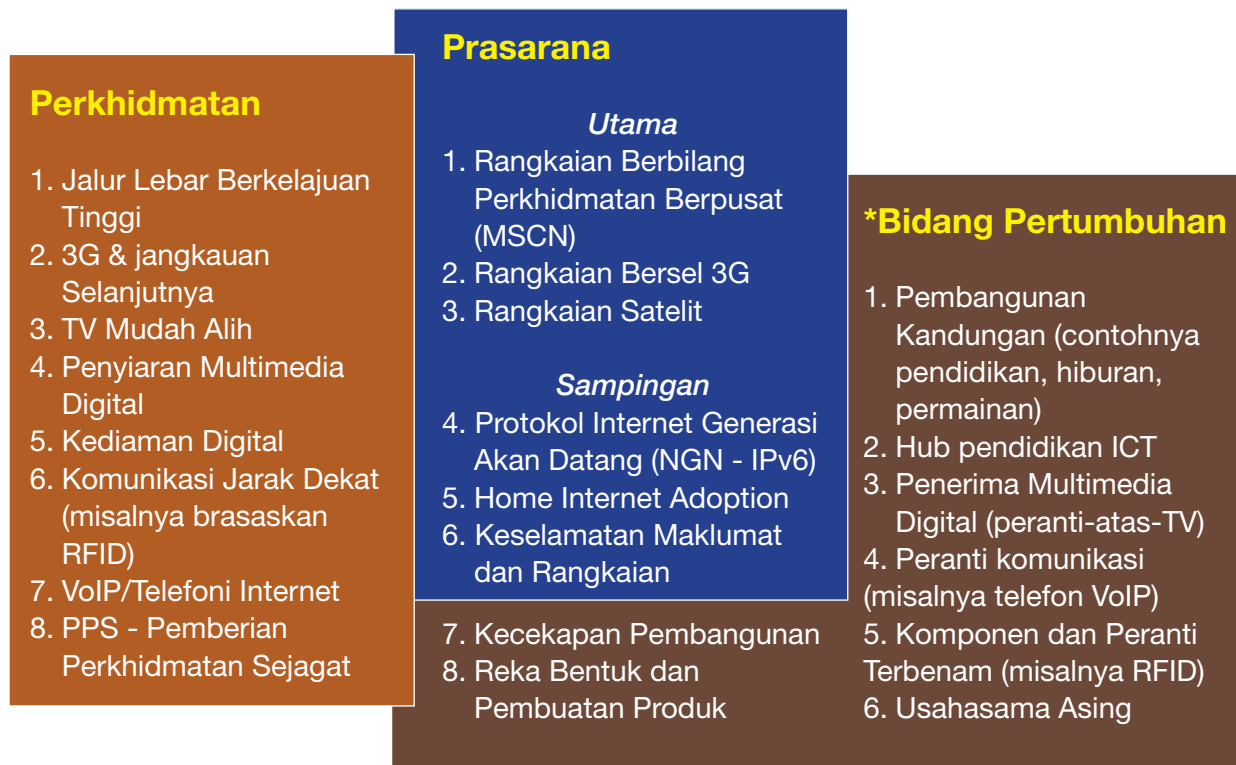 Perkhidmatan
1. Jalur Lebar Berkelajuan
Tinggi
2. 3G & jangkauan
Selanjutnya
3. TV Mudah Alih
4. Penyiaran Multimedia
Digital
5. Kediaman Digital
6. Komunikasi Jarak Dekat
(misalnya brasaskan
RFID)
7. VoIP/Telefoni Internet
8. PPS - Pemberian
Perkhidmatan Sejagat
Prasarana
Utama
1. Rangkaian Berbilang
Perkhidmatan Berpusat
(MSCN)
2. Rangkaian Bersel 3G
3. Rangkaian Satelit
Sampingan
4. Protokol Internet Generasi
Akan Datang (NGN - IPv6)
5. Home Internet Adoption
6. Keselamatan Maklumat
dan Rangkaian
7. Kecekapan Pembangunan
8. Reka Bentuk dan
Pembuatan Produk
*Bidang Pertumbuhan
1. Pembangunan
Kandungan (contohnya
pendidikan, hiburan,
permainan)
2. Hub pendidikan ICT
3. Penerima Multimedia
Digital (peranti-atas-TV)
4. Peranti komunikasi
(misalnya telefon VoIP)
5. Komponen dan Peranti
Terbenam (misalnya RFID)
6. Usahasama Asing